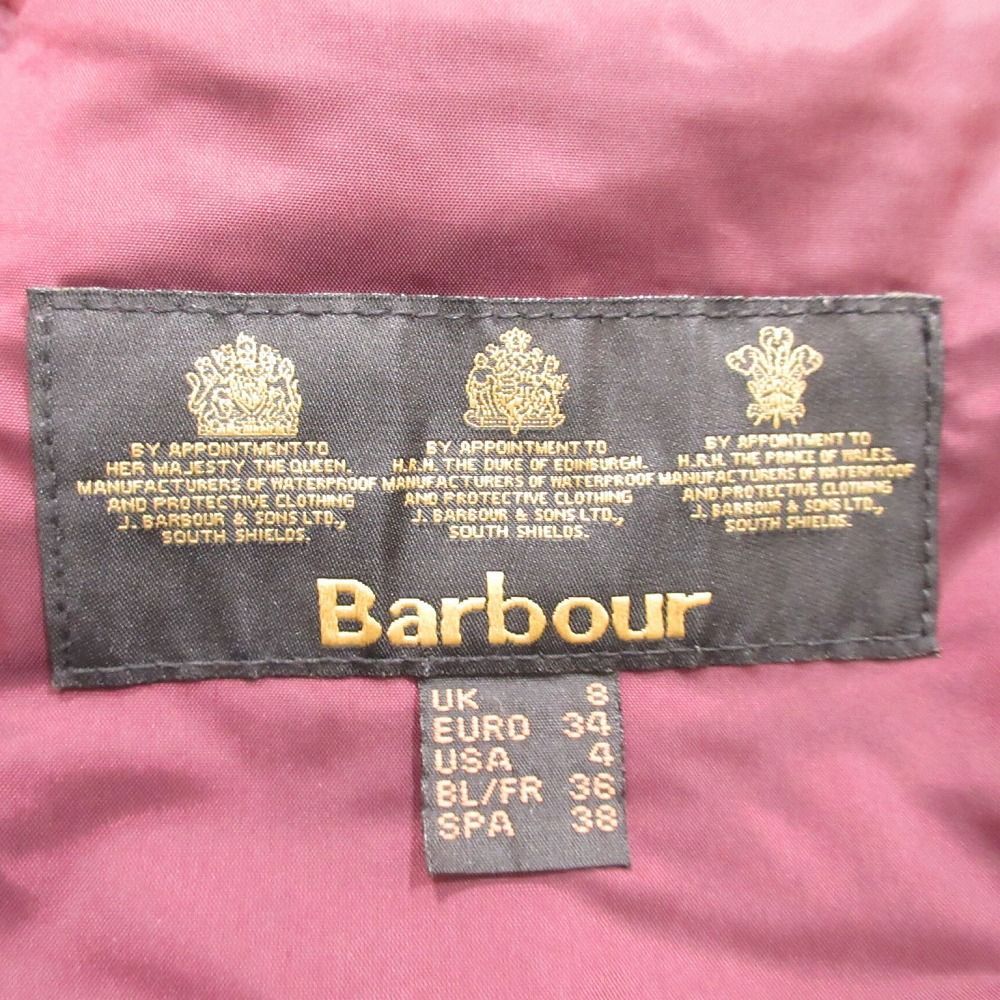 BY APPOINTMENT TO
HER MAJESTY THE QUEEN.
MANUFACTURERS OF WATERPROOF
AND PROTECTIVE CLOTHING
J. BARBOUR & SONS LTD.,
SOUTH SHIELDS.
BY APPOINTMENT TO
H.R.H. THE DUKE OF EDINBURGH.
MANUFACTURERS OF WATERPROOF
AND PROTECTIVE CLOTHING
J. BARBOUR & SONS LTD.,
SOUTH SHIELDS.
BY APPOINTMENT TO
H.R.H. THE PRINCE OF WALES.
MANUFACTURERS OF WATERPROOF
AND PROTECTIVE CLOTHING
J. BARBOUR & SONS LTD.,
SOUTH SHIELDS.
Barbour
UK 8
EURO 34
USA 4
BL/FR 36
SPA 38